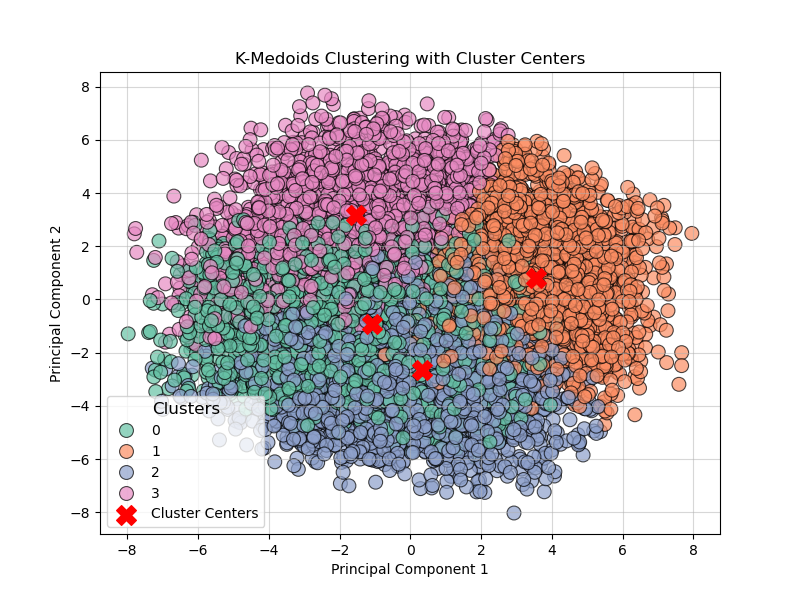 K-Medoids Clustering with Cluster Centers
Principal Component 2
8
6
4
2
0
−2
−4
−6
−8
Clusters
0
1
2
3
Cluster Centers
−8 −6 −4 −2 0 2 4 6 8
Principal Component 1